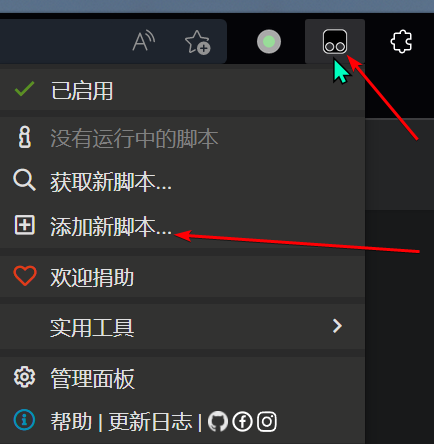 已启用
没有运行中的脚本
获取新脚本...
添加新脚本...
欢迎捐助
实用工具
管理面板
帮助 | 更新日志 |